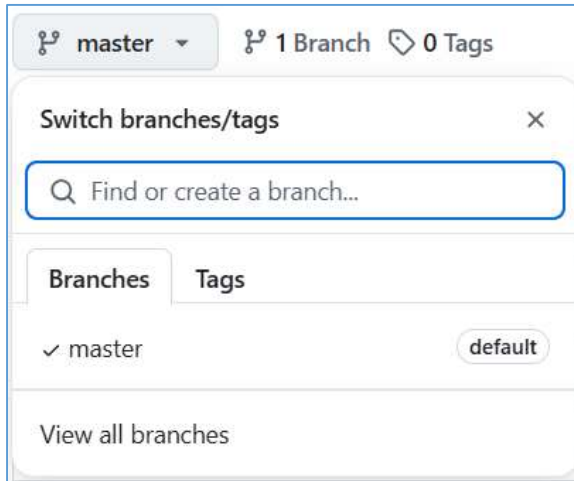 master 1 Branch 0 Tags
Switch branches/tags
Find or create a branch...
Branches Tags
master default
View all branches